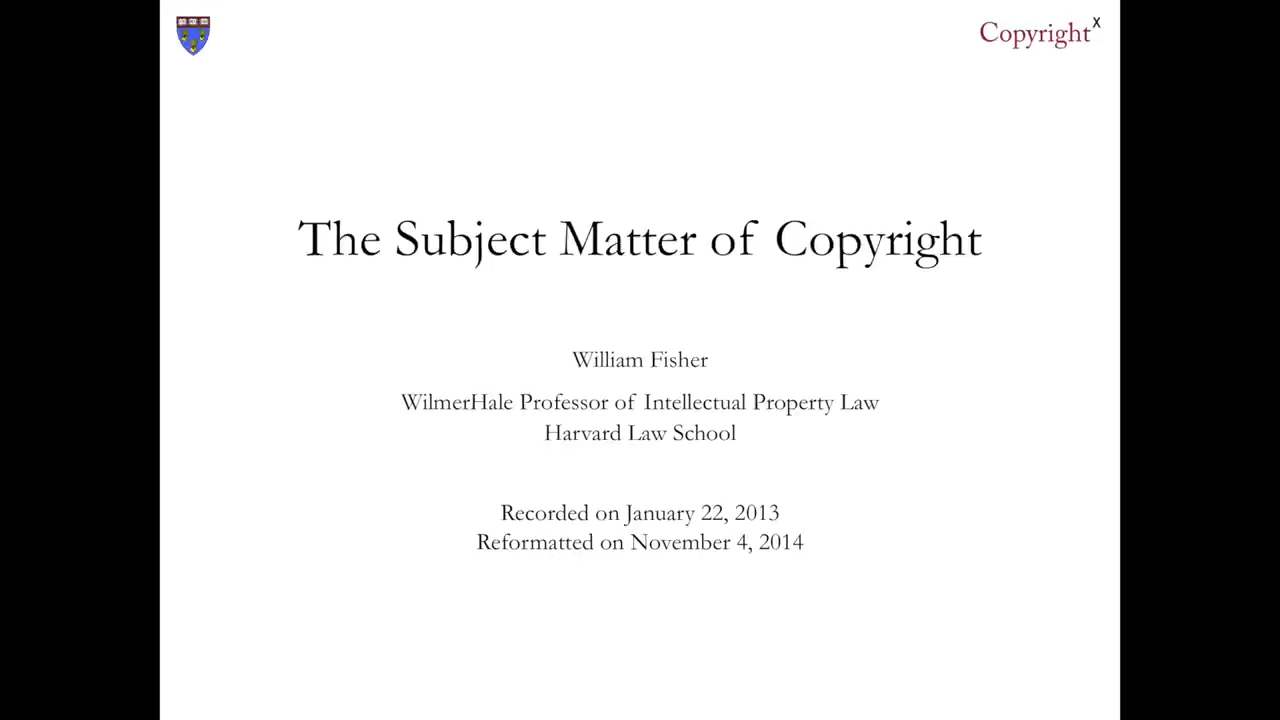 Copyrightˣ
The Subject Matter of Copyright
William Fisher
WilmerHale Professor of Intellectual Property Law
Harvard Law School
Recorded on January 22, 2013
Reformatted on November 4, 2014